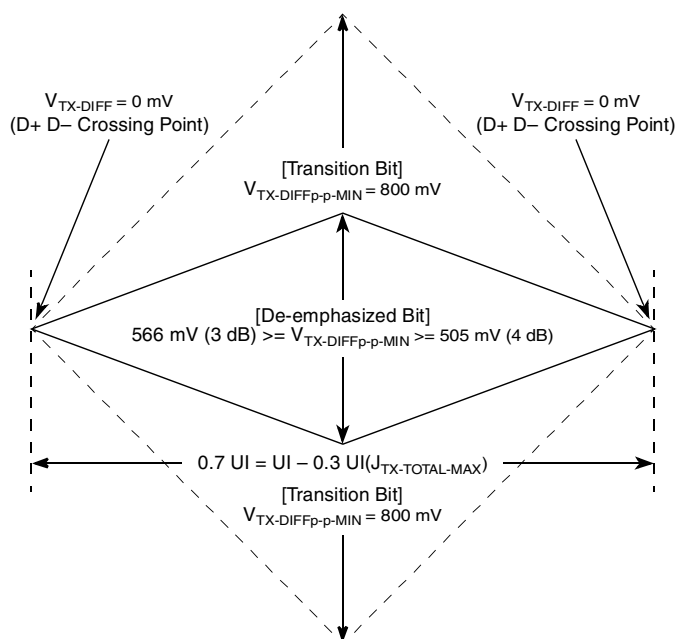 V_TX-DIFF = 0 mV
(D+ D– Crossing Point)
V_TX-DIFF = 0 mV
(D+ D– Crossing Point)
[Transition Bit]
V_TX-DIFFp-p-MIN = 800 mV
[De-emphasized Bit]
566 mV (3 dB) >= V_TX-DIFFp-p-MIN >= 505 mV (4 dB)
0.7 UI = UI – 0.3 UI(J_TX-TOTAL-MAX)
[Transition Bit]
V_TX-DIFFp-p-MIN = 800 mV